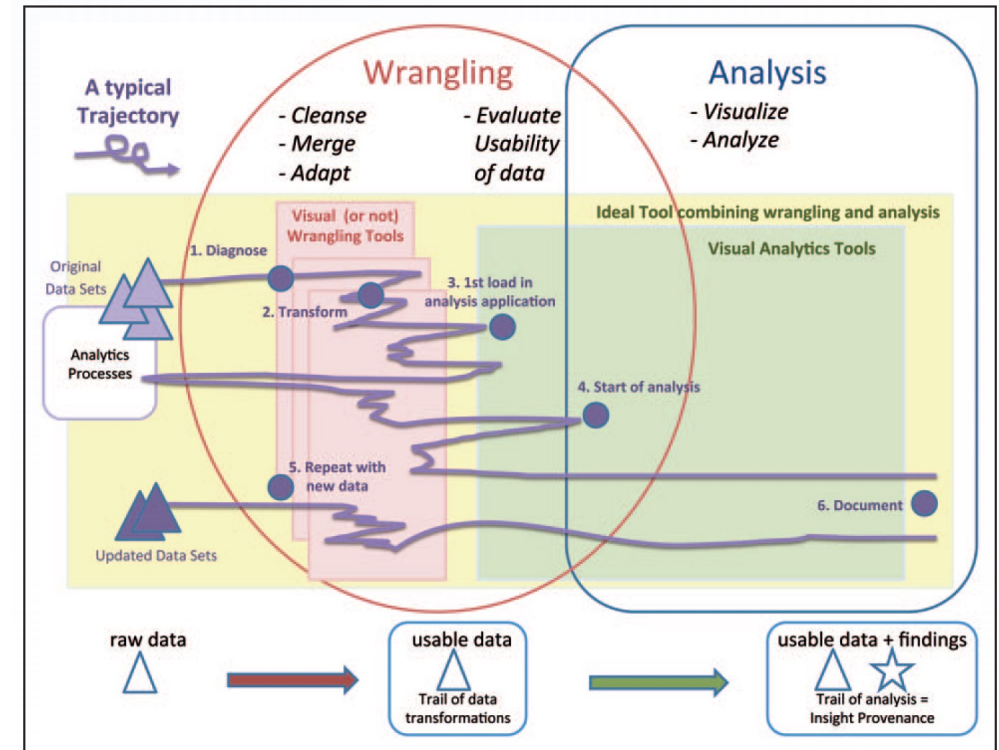 Wrangling
Analysis
A typical
Trajectory
- Cleanse
- Merge
- Adapt
- Evaluate
Usability
of data
- Visualize
- Analyze
Visual (or not)
Wrangling Tools
Ideal Tool combining wrangling and analysis
Visual Analytics Tools
Original
Data Sets
1. Diagnose
2. Transform
3. 1st load in
analysis application
Analytics
Processes
4. Start of analysis
5. Repeat with
new data
6. Document
Updated Data Sets
raw data
usable data
Trail of data
transformations
usable data + findings
Trail of analysis =
Insight Provenance